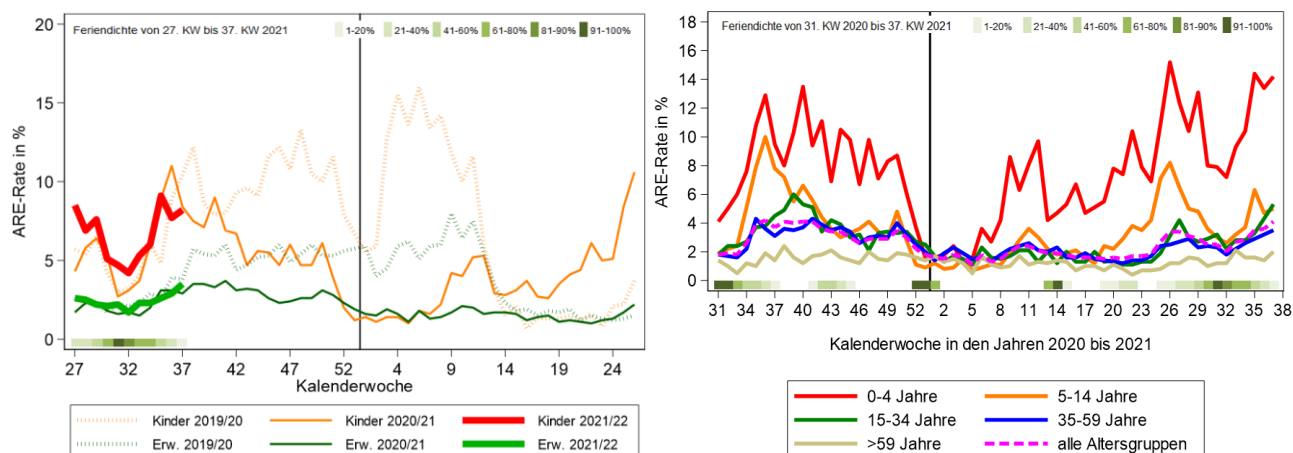 Feriendichte von 27. KW bis 37. KW 2021 1-20% 21-40% 41-60% 61-80% 81-90% 91-100%
ARE-Rate in %
20
15
10
5
0
27 32 37 42 47 52 4 9 14 19 24
Kalenderwoche
Kinder 2019/20 Kinder 2020/21 Kinder 2021/22
Erw. 2019/20 Erw. 2020/21 Erw. 2021/22
Feriendichte von 31. KW 2020 bis 37. KW 2021 1-20% 21-40% 41-60% 61-80% 81-90% 91-100%
ARE-Rate in %
18
16
14
12
10
8
6
4
2
0
31 34 37 40 43 46 49 52 2 5 8 11 14 17 20 23 26 29 32 35 38
Kalenderwoche in den Jahren 2020 bis 2021
0-4 Jahre 5-14 Jahre
15-34 Jahre 35-59 Jahre
>59 Jahre alle Altersgruppen